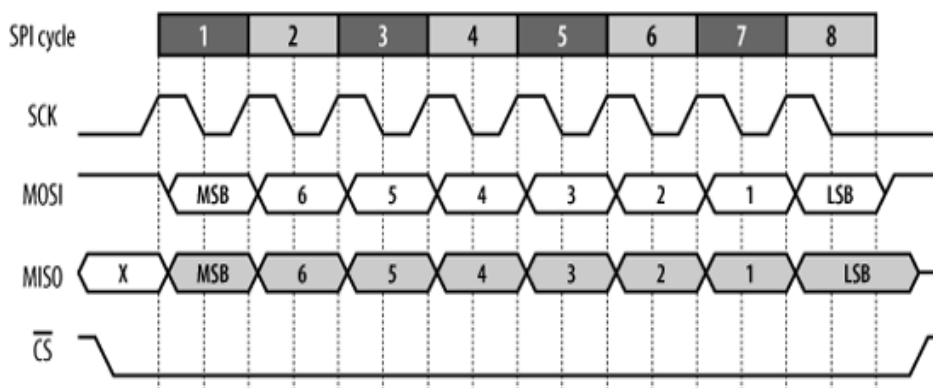 SPI cycle 1 2 3 4 5 6 7 8
SCK
MOSI MSB 6 5 4 3 2 1 LSB
MISO X MSB 6 5 4 3 2 1 LSB
C̅S̅